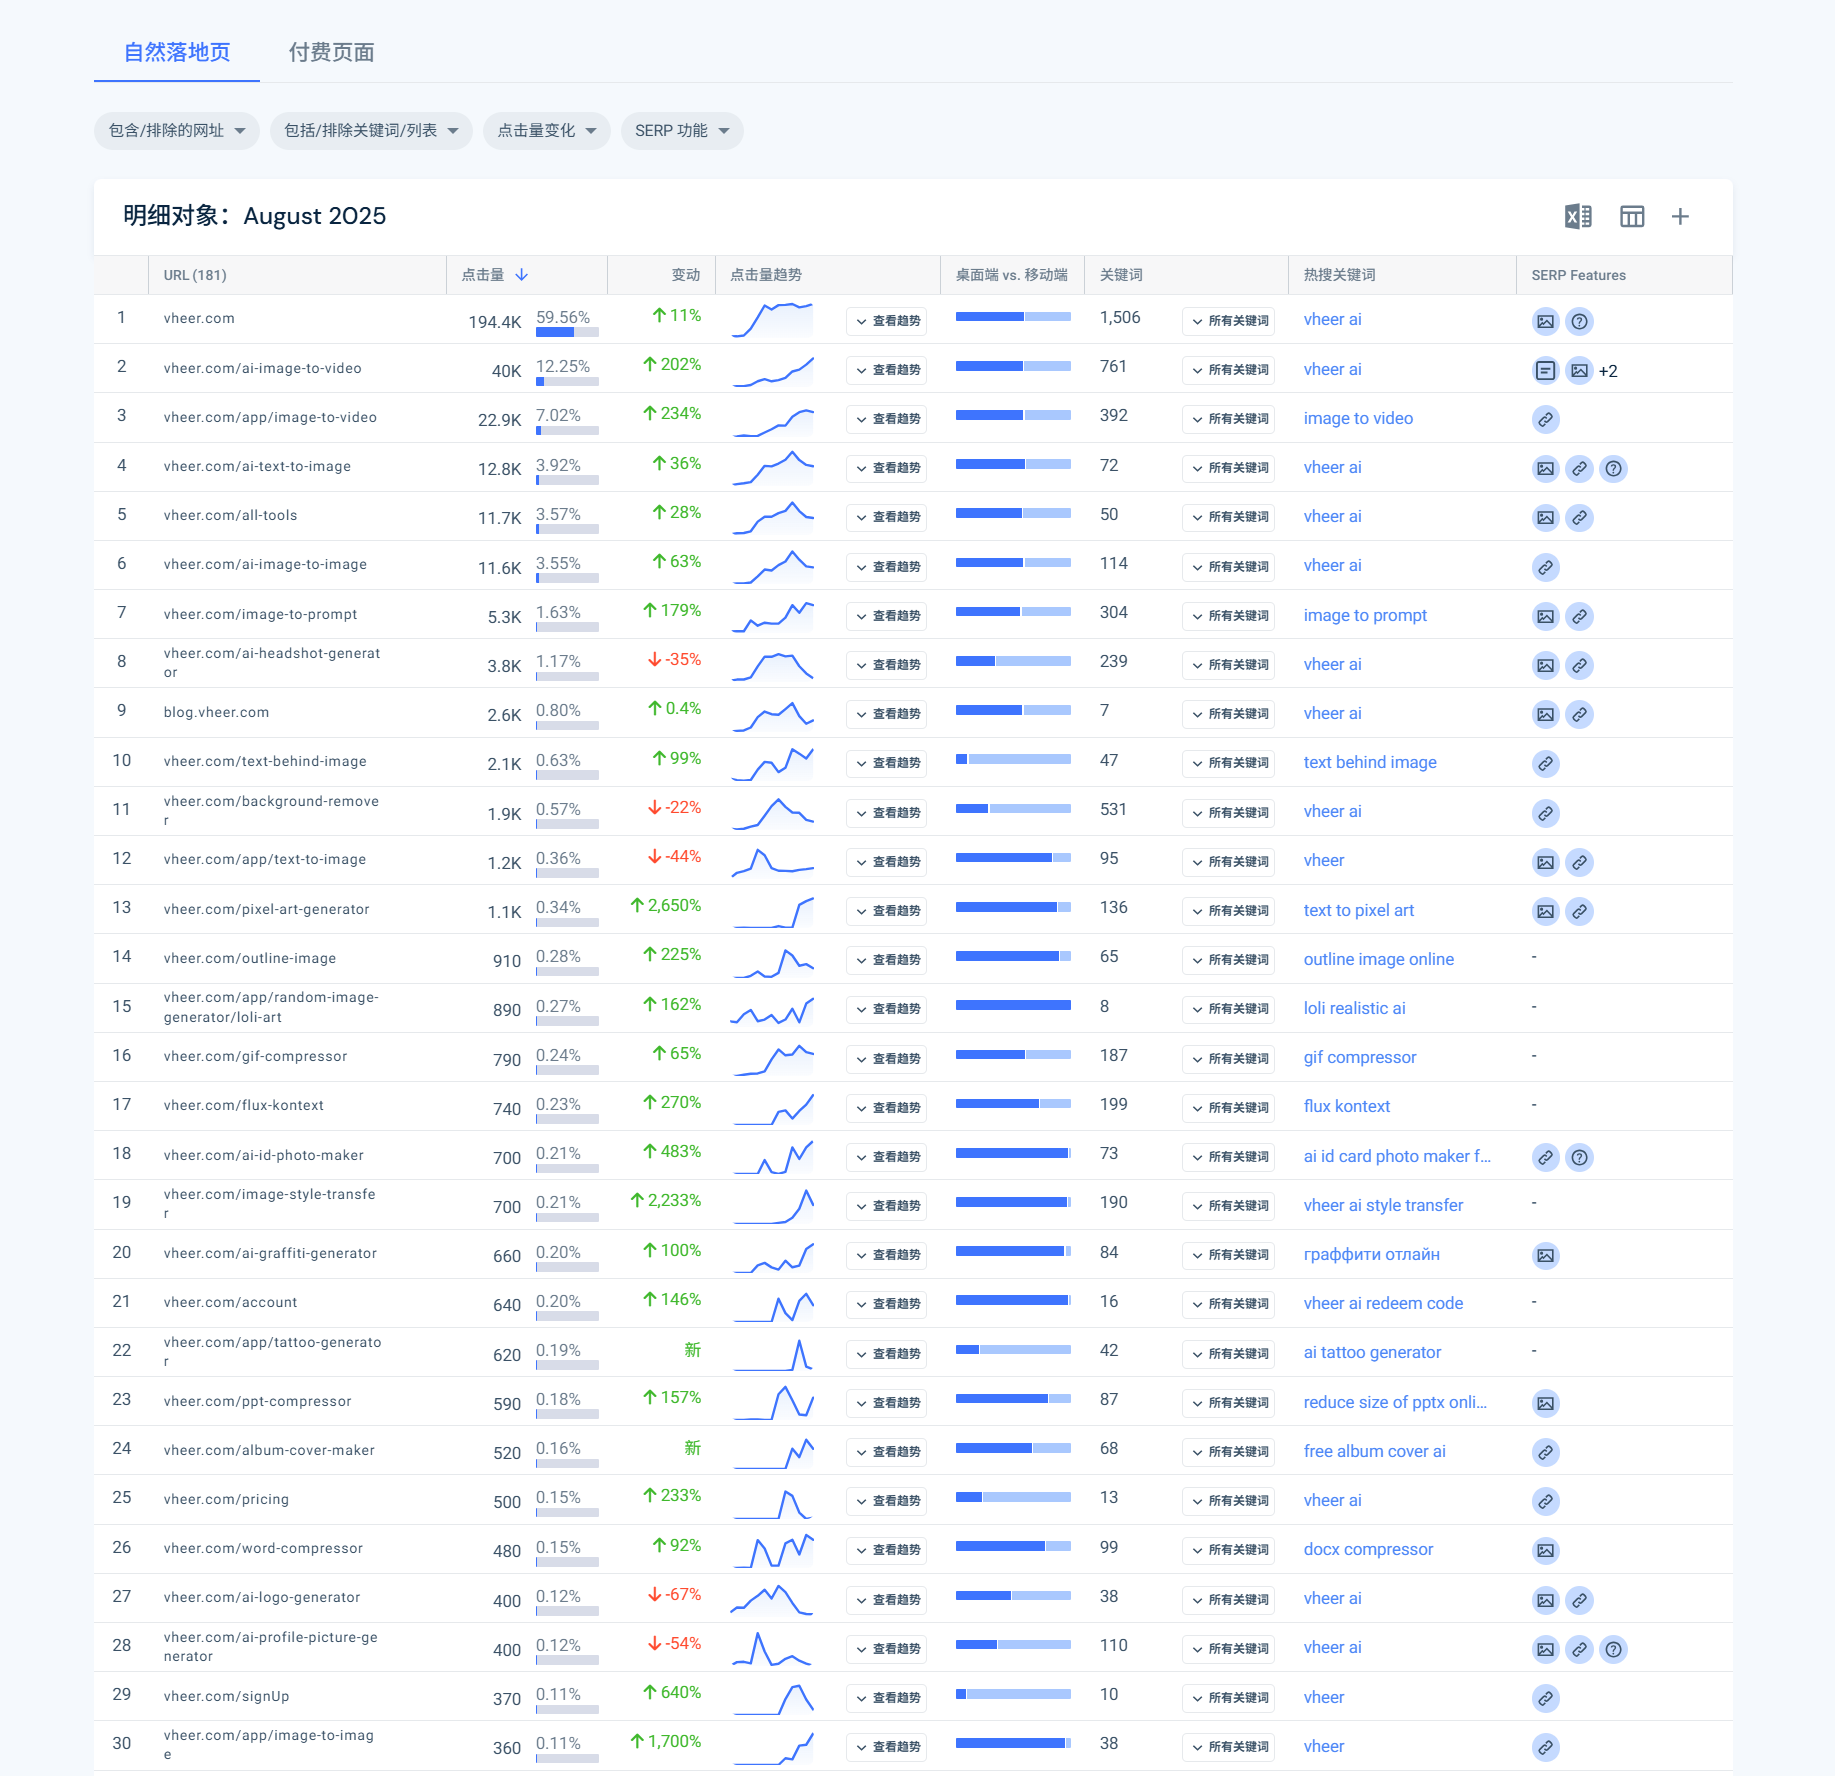 自然落地页 付费页面
包含/排除的网址 包括/排除关键词/列表 点击量变化 SERP 功能
明细对象：August 2025
URL (181) 点击量 变动 点击量趋势 桌面端 vs. 移动端 关键词 热搜关键词 SERP Features
1 vheer.com 194.4K 59.56% 11% 查看趋势 1,506 所有关键词 vheer ai
2 vheer.com/ai-image-to-video 40K 12.25% 202% 查看趋势 761 所有关键词 vheer ai +2
3 vheer.com/app/image-to-video 22.9K 7.02% 234% 查看趋势 392 所有关键词 image to video
4 vheer.com/ai-text-to-image 12.8K 3.92% 36% 查看趋势 72 所有关键词 vheer ai
5 vheer.com/all-tools 11.7K 3.57% 28% 查看趋势 50 所有关键词 vheer ai
6 vheer.com/ai-image-to-image 11.6K 3.55% 63% 查看趋势 114 所有关键词 vheer ai
7 vheer.com/image-to-prompt 5.3K 1.63% 179% 查看趋势 304 所有关键词 image to prompt
8 vheer.com/ai-headshot-generat
or 3.8K 1.17% -35% 查看趋势 239 所有关键词 vheer ai
9 blog.vheer.com 2.6K 0.80% 0.4% 查看趋势 7 所有关键词 vheer ai
10 vheer.com/text-behind-image 2.1K 0.63% 99% 查看趋势 47 所有关键词 text behind image
11 vheer.com/background-remove
r 1.9K 0.57% -22% 查看趋势 531 所有关键词 vheer ai
12 vheer.com/app/text-to-image 1.2K 0.36% -44% 查看趋势 95 所有关键词 vheer
13 vheer.com/pixel-art-generator 1.1K 0.34% 2,650% 查看趋势 136 所有关键词 text to pixel art
14 vheer.com/outline-image 910 0.28% 225% 查看趋势 65 所有关键词 outline image online -
15 vheer.com/app/random-image-
generator/loli-art 890 0.27% 162% 查看趋势 8 所有关键词 loli realistic ai -
16 vheer.com/gif-compressor 790 0.24% 65% 查看趋势 187 所有关键词 gif compressor -
17 vheer.com/flux-kontext 740 0.23% 270% 查看趋势 199 所有关键词 flux kontext -
18 vheer.com/ai-id-photo-maker 700 0.21% 483% 查看趋势 73 所有关键词 ai id card photo maker f...
19 vheer.com/image-style-transfe
r 700 0.21% 2,233% 查看趋势 190 所有关键词 vheer ai style transfer -
20 vheer.com/ai-graffiti-generator 660 0.20% 100% 查看趋势 84 所有关键词 граффити отлайн
21 vheer.com/account 640 0.20% 146% 查看趋势 16 所有关键词 vheer ai redeem code -
22 vheer.com/app/tattoo-generato
r 620 0.19% 新 查看趋势 42 所有关键词 ai tattoo generator -
23 vheer.com/ppt-compressor 590 0.18% 157% 查看趋势 87 所有关键词 reduce size of pptx onli...
24 vheer.com/album-cover-maker 520 0.16% 新 查看趋势 68 所有关键词 free album cover ai
25 vheer.com/pricing 500 0.15% 233% 查看趋势 13 所有关键词 vheer ai
26 vheer.com/word-compressor 480 0.15% 92% 查看趋势 99 所有关键词 docx compressor
27 vheer.com/ai-logo-generator 400 0.12% -67% 查看趋势 38 所有关键词 vheer ai
28 vheer.com/ai-profile-picture-ge
nerator 400 0.12% -54% 查看趋势 110 所有关键词 vheer ai
29 vheer.com/signUp 370 0.11% 640% 查看趋势 10 所有关键词 vheer
30 vheer.com/app/image-to-imag
e 360 0.11% 1,700% 查看趋势 38 所有关键词 vheer